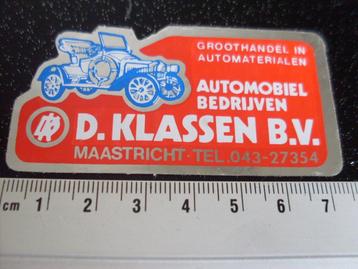 GROOTHANDEL IN
AUTOMATERIALEN
AUTOMOBIEL
BEDRIJVEN
D. KLASSEN B.V.
MAASTRICHT - TEL. 043-27354
cm 1 2 3 4 5 6 7